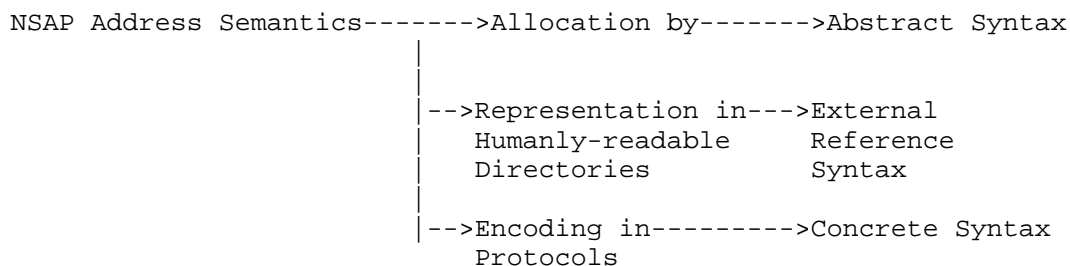 NSAP Address Semantics------->Allocation by------->Abstract Syntax
|
|
|-->Representation in--->External
| Humanly-readable Reference
| Directories Syntax
|
|-->Encoding in--------->Concrete Syntax
Protocols